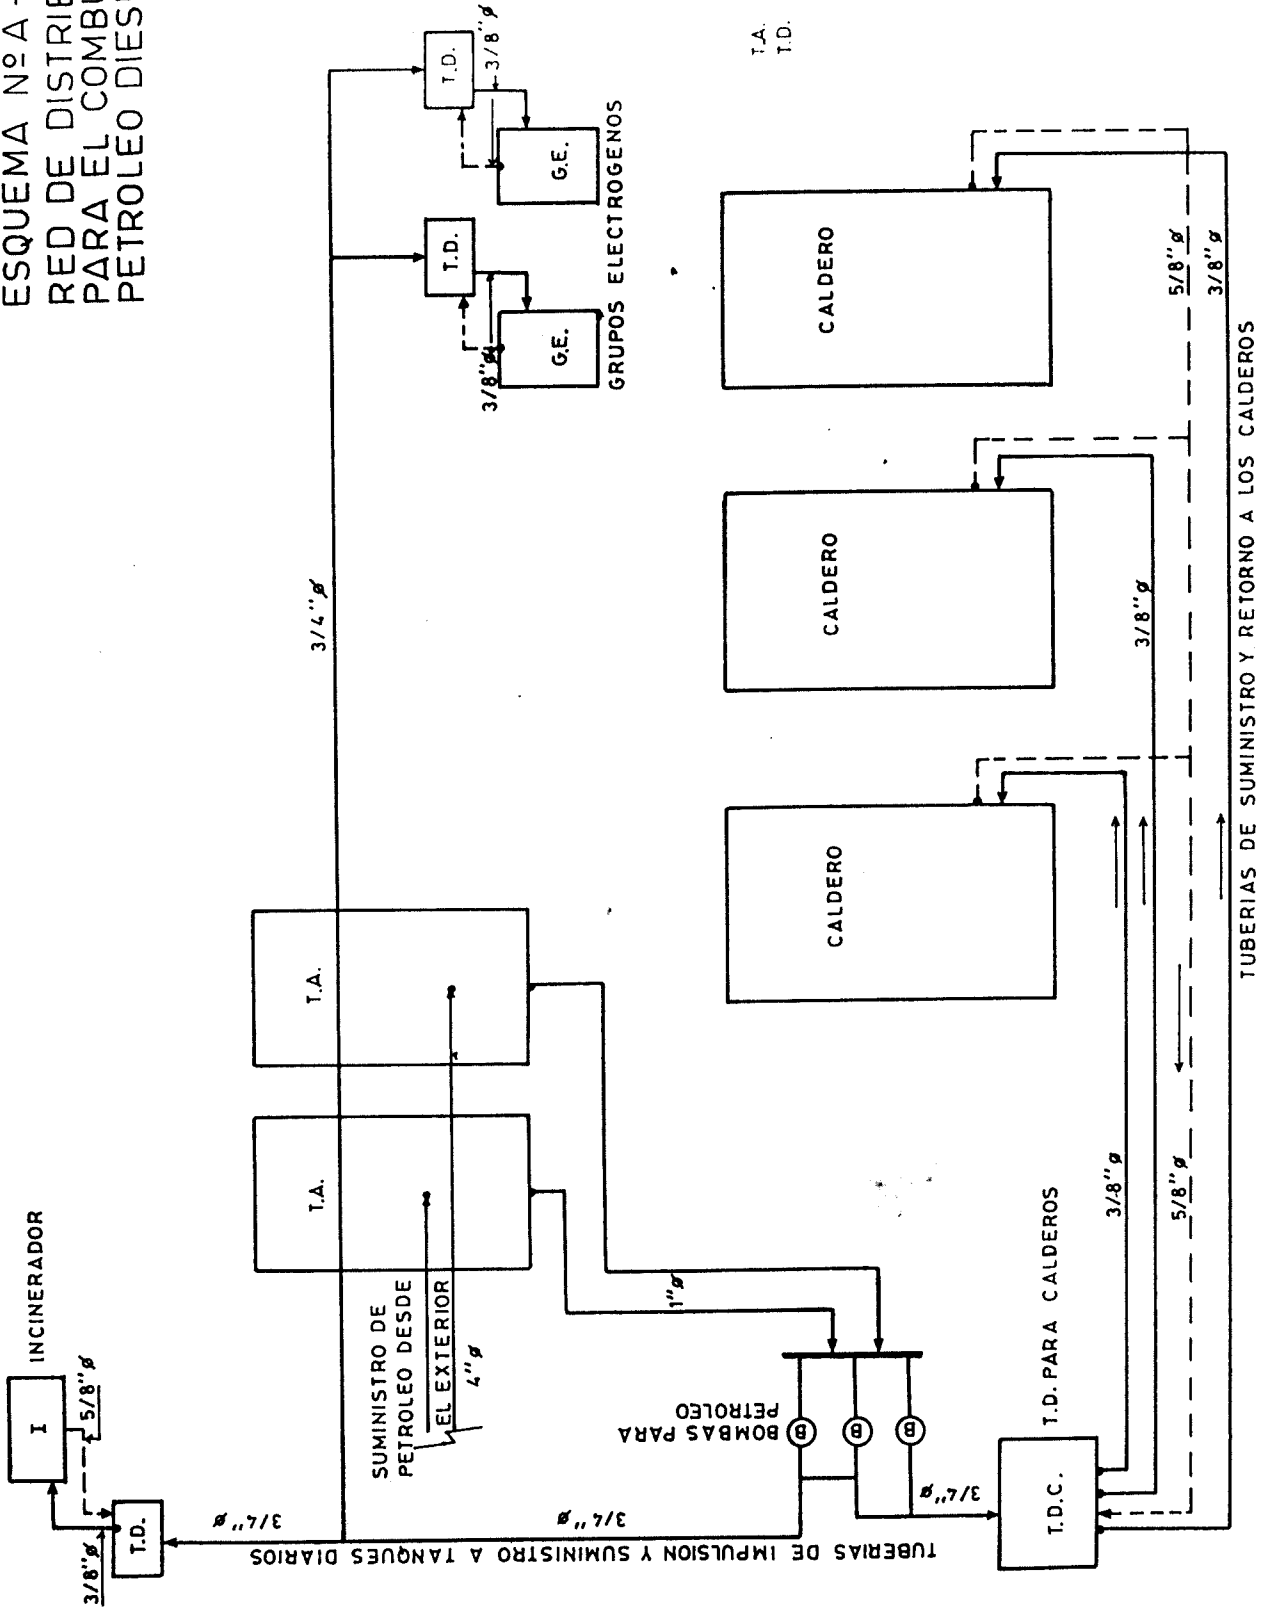 ESQUEMA Nº A -
RED DE DISTRIB
PARA EL COMBU
PETROLEO DIES
T.A.
T.D.
INCINERADOR
I
5/8"ø
3/8"ø
T.D.
3/4"ø
T.A.
T.A.
SUMINISTRO DE
PETROLEO DESDE
EL EXTERIOR
4"ø
3/4"ø
T.D.
3/8"ø
G.E.
T.D.
3/8"ø
G.E.
GRUPOS ELECTROGENOS
1"ø
BOMBAS PARA
PETROLEO
B
B
B
3/4"ø
3/4"ø
TUBERIAS DE IMPULSION Y SUMINISTRO A TANQUES DIARIOS
T.D.C.
T.D. PARA CALDEROS
CALDERO
CALDERO
CALDERO
3/8"ø
5/8"ø
3/8"ø
5/8"ø
3/8"ø
TUBERIAS DE SUMINISTRO Y RETORNO A LOS CALDEROS